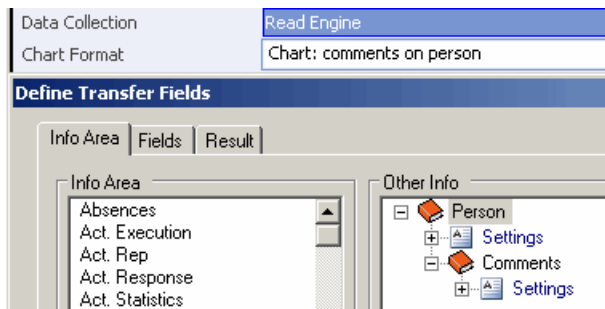 Data Collection Read Engine
Chart Format Chart: comments on person
Define Transfer Fields
Info Area Fields Result
Info Area Other Info
Absences
Act. Execution
Act. Rep
Act. Response
Act. Statistics
Person
Settings
Comments
Settings